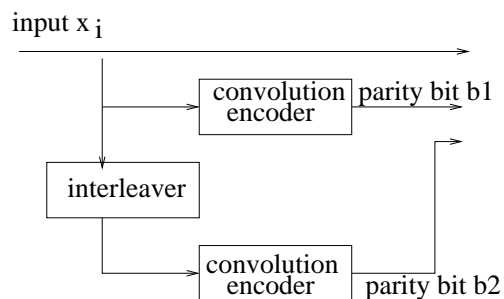 input x i
convolution
encoder
parity bit b1
interleaver
convolution
encoder
parity bit b2